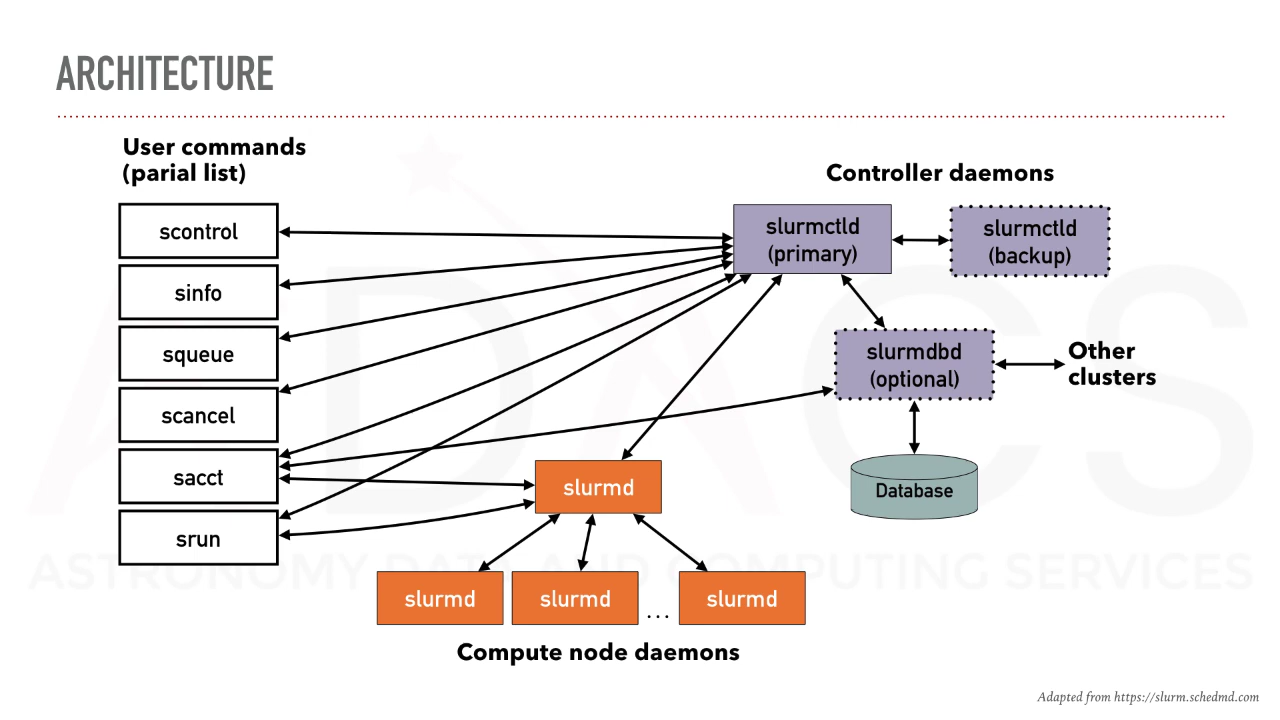 ARCHITECTURE
User commands
(parial list)
Controller daemons
scontrol
sinfo
squeue
scancel
sacct
srun
slurmctld
(primary)
slurmctld
(backup)
slurmdbd
(optional)
Other
clusters
Database
slurmd
slurmd
slurmd
...
slurmd
Compute node daemons
ADACS
ASTRONOMY DATA AND COMPUTING SERVICES
Adapted from https://slurm.schedmd.com